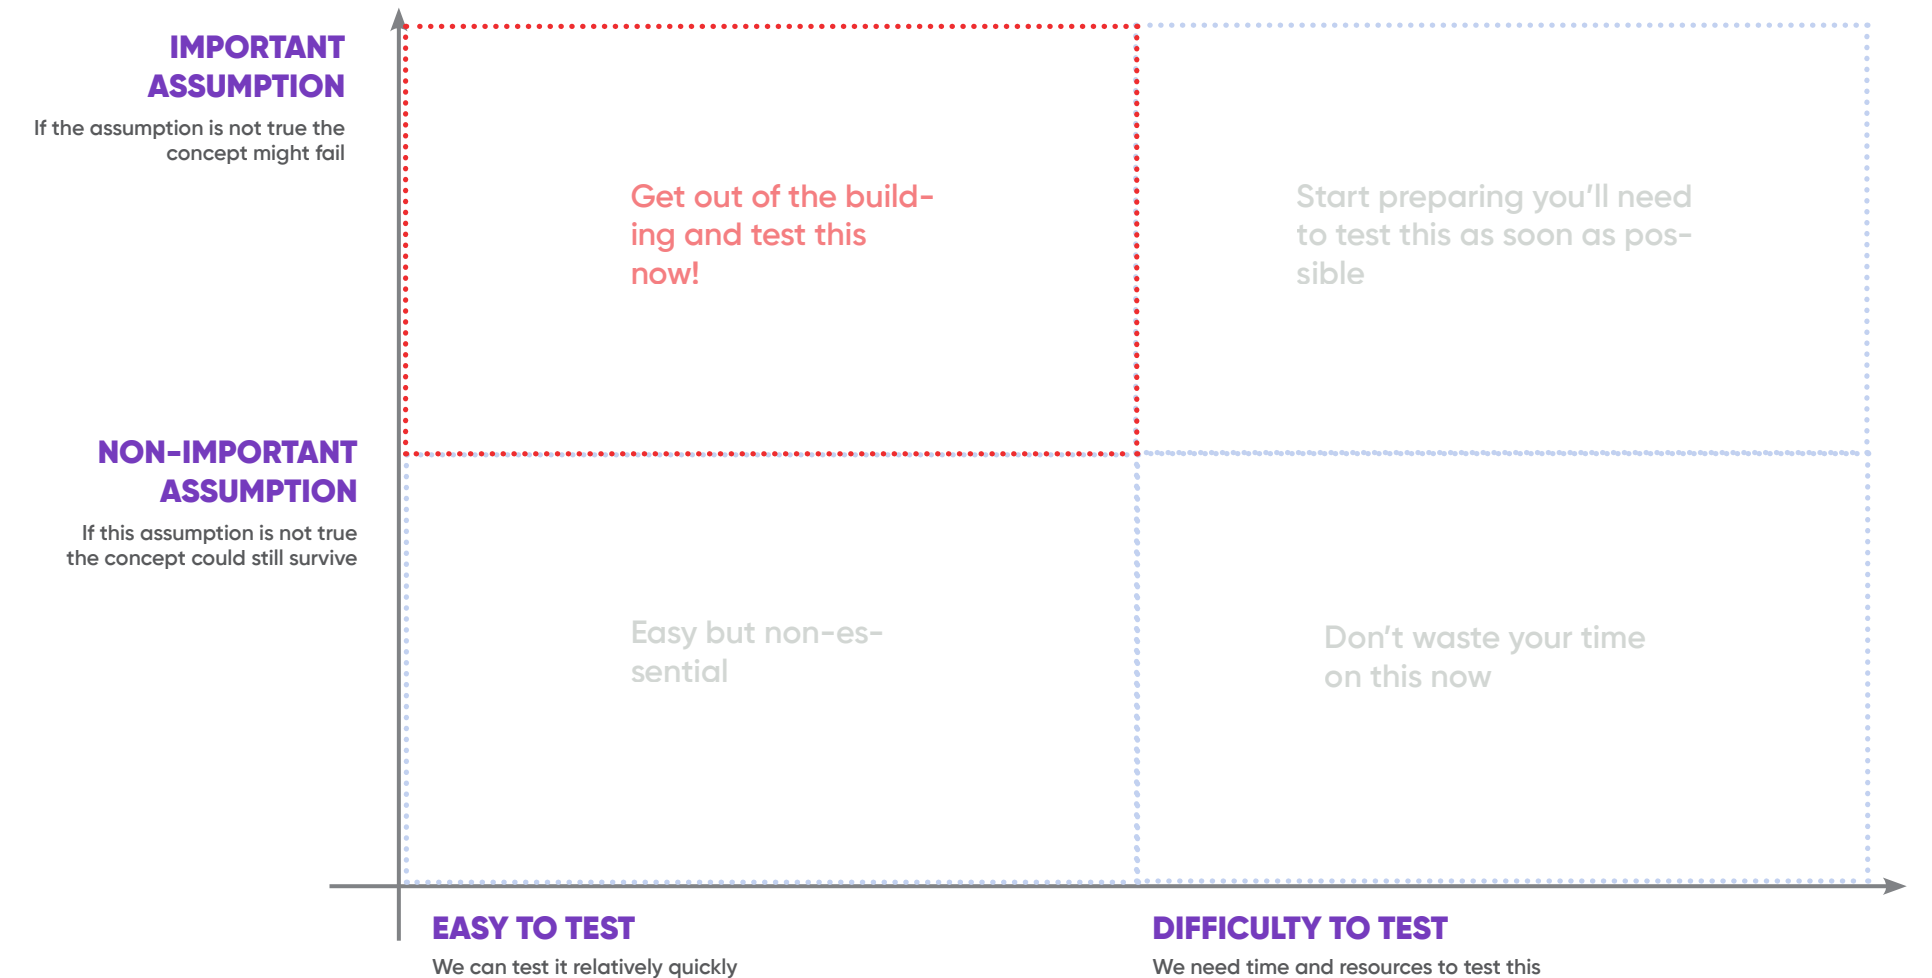 IMPORTANT
ASSUMPTION
If the assumption is not true the
concept might fail
Get out of the build-
ing and test this
now!
Start preparing you’ll need
to test this as soon as pos-
sible
NON-IMPORTANT
ASSUMPTION
If this assumption is not true
the concept could still survive
Easy but non-es-
sential
Don’t waste your time
on this now
EASY TO TEST
We can test it relatively quickly
DIFFICULTY TO TEST
We need time and resources to test this